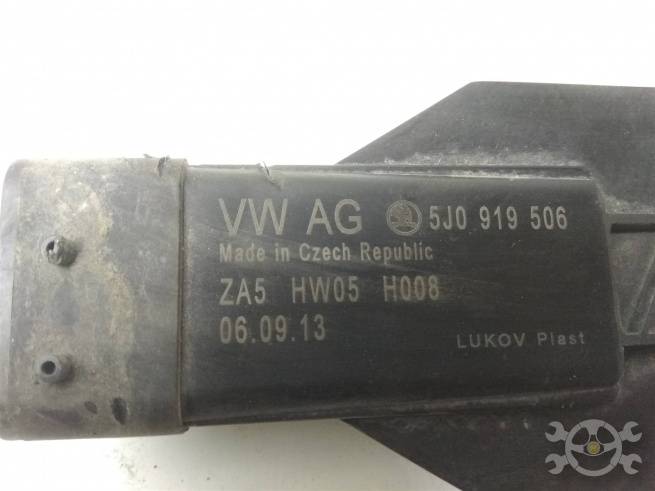 VW AG 5J0 919 506
Made in Czech Republic
ZA5 HW05 H008
06.09.13
LUKOV Plast